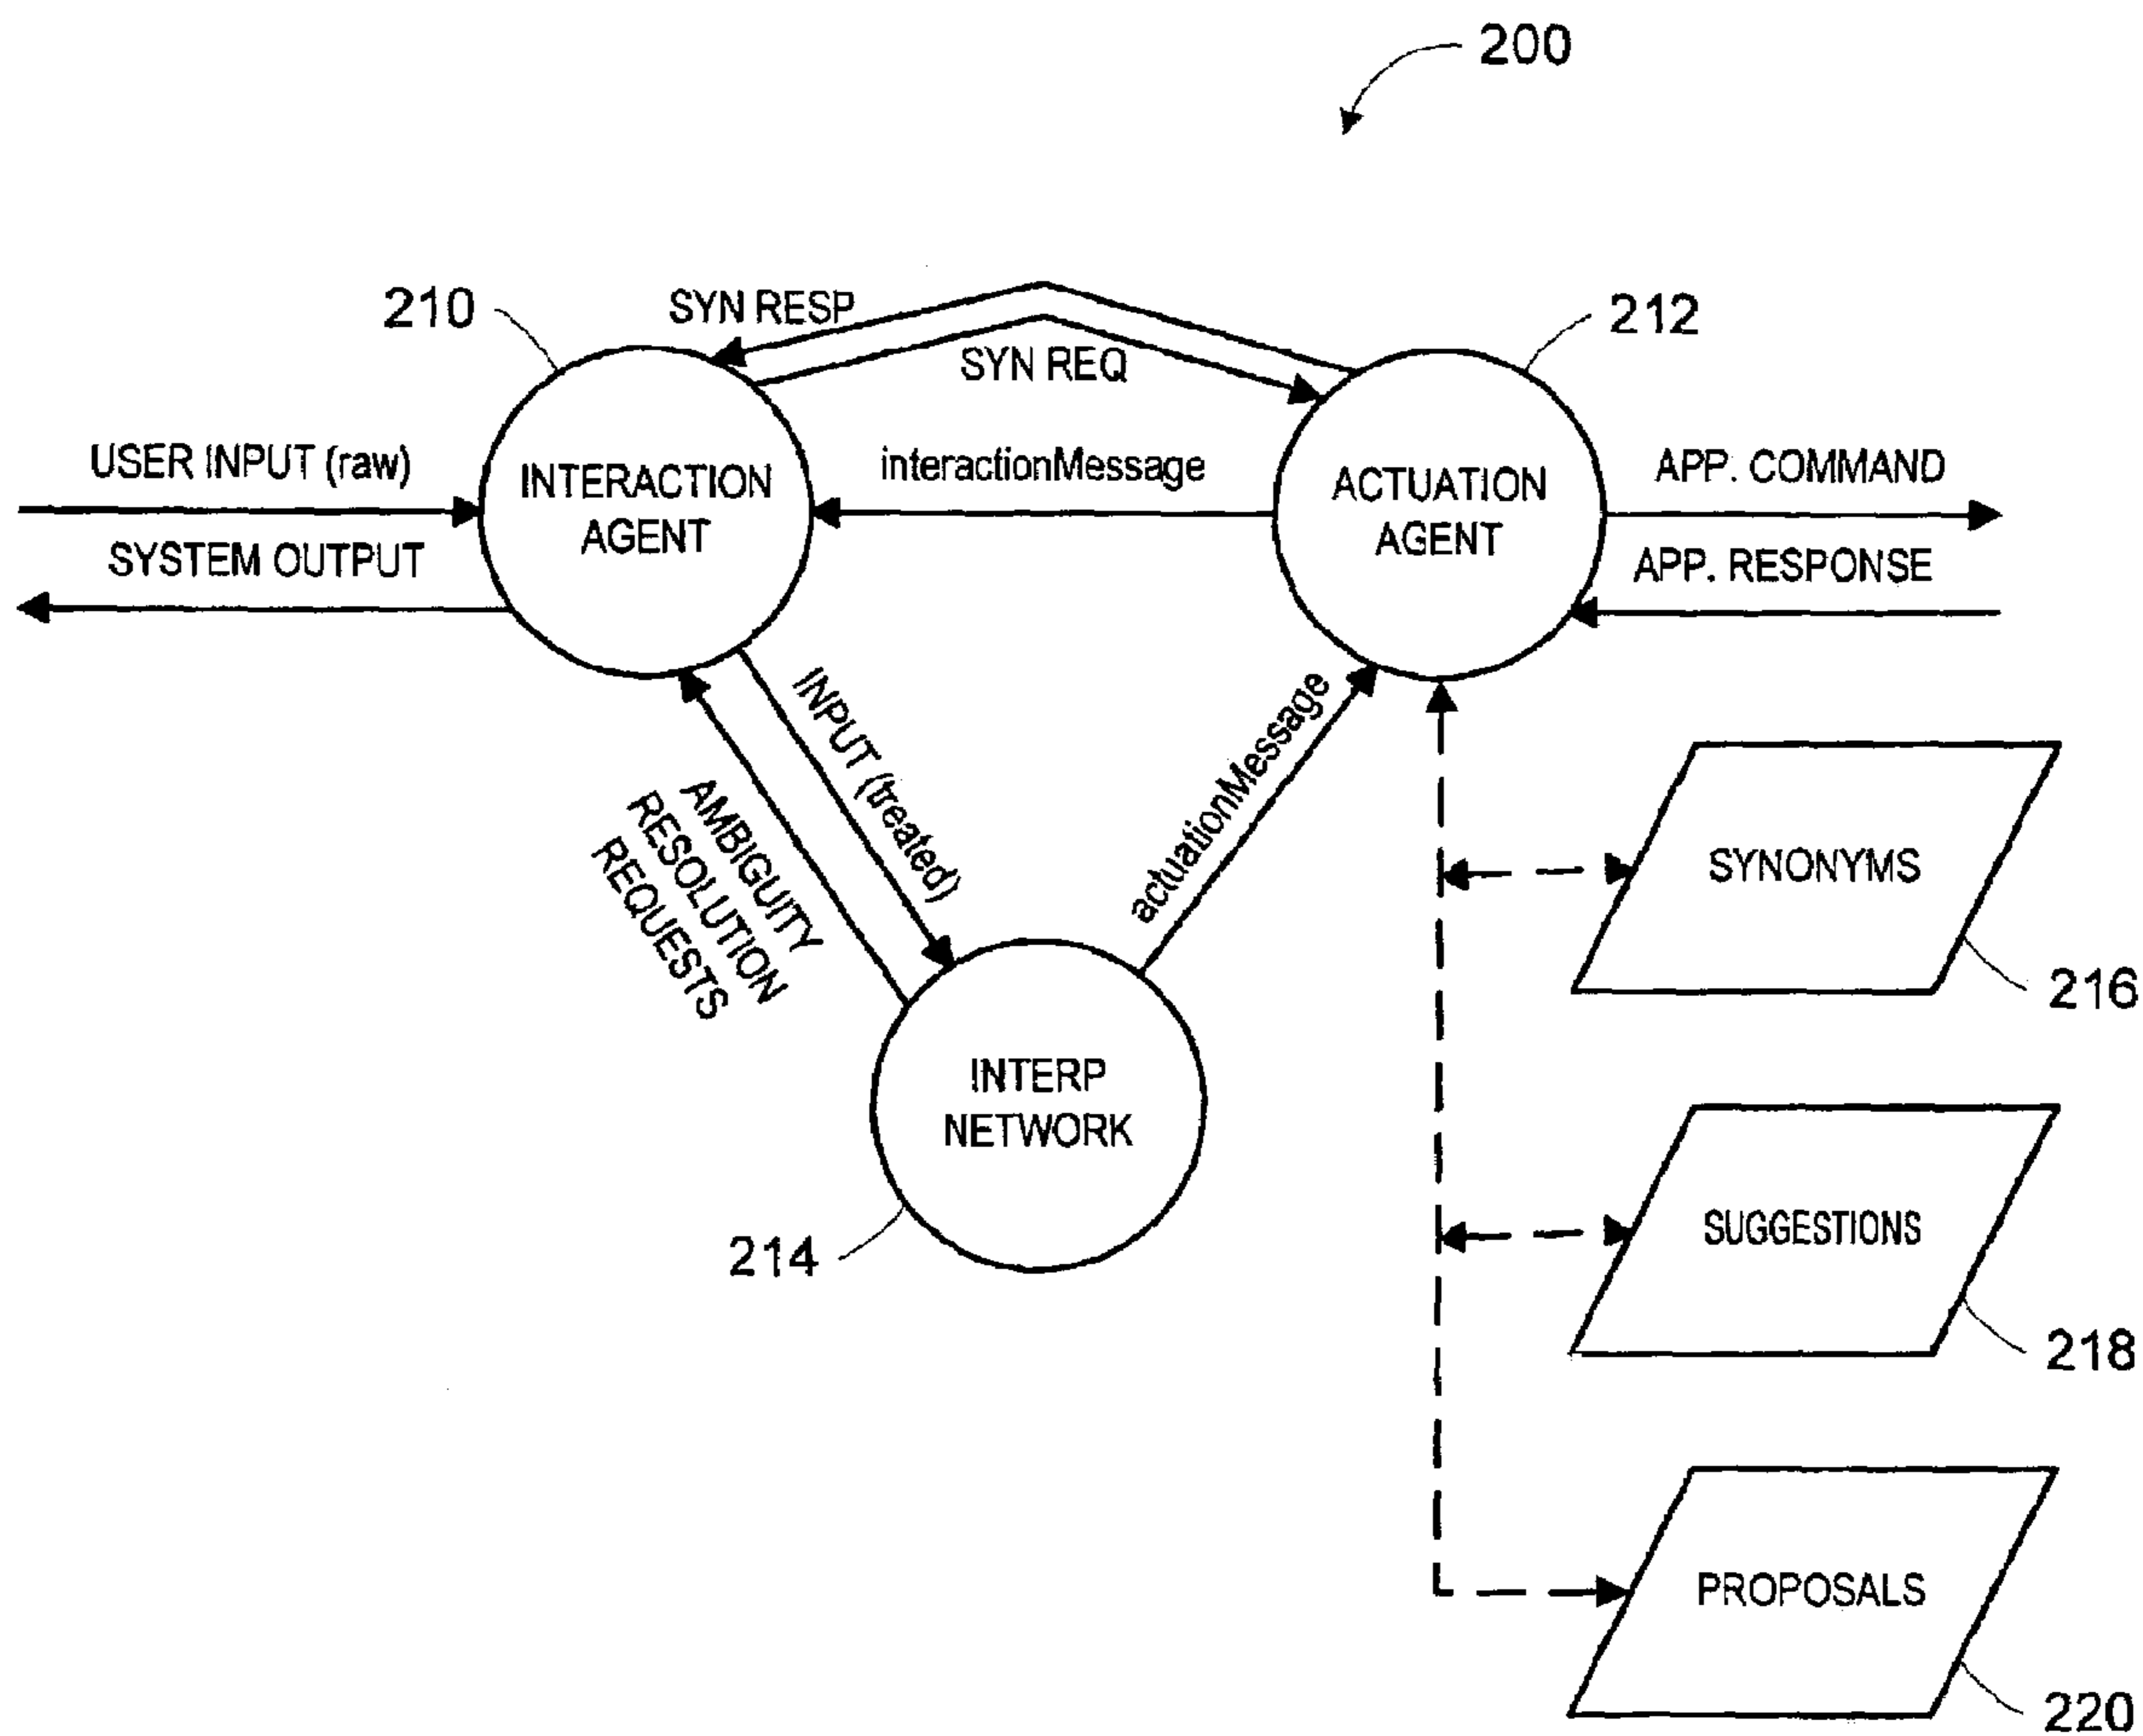 200
210
SYN RESP
212
SYN REQ
USER INPUT (raw)
INTERACTION
AGENT
interactionMessage
ACTUATION
AGENT
APP. COMMAND
SYSTEM OUTPUT
APP. RESPONSE
INPUT (treated)
AMBIGUITY
RESOLUTION
REQUESTS
actuationMessage
SYNONYMS
216
INTERP
NETWORK
214
SUGGESTIONS
218
PROPOSALS
220